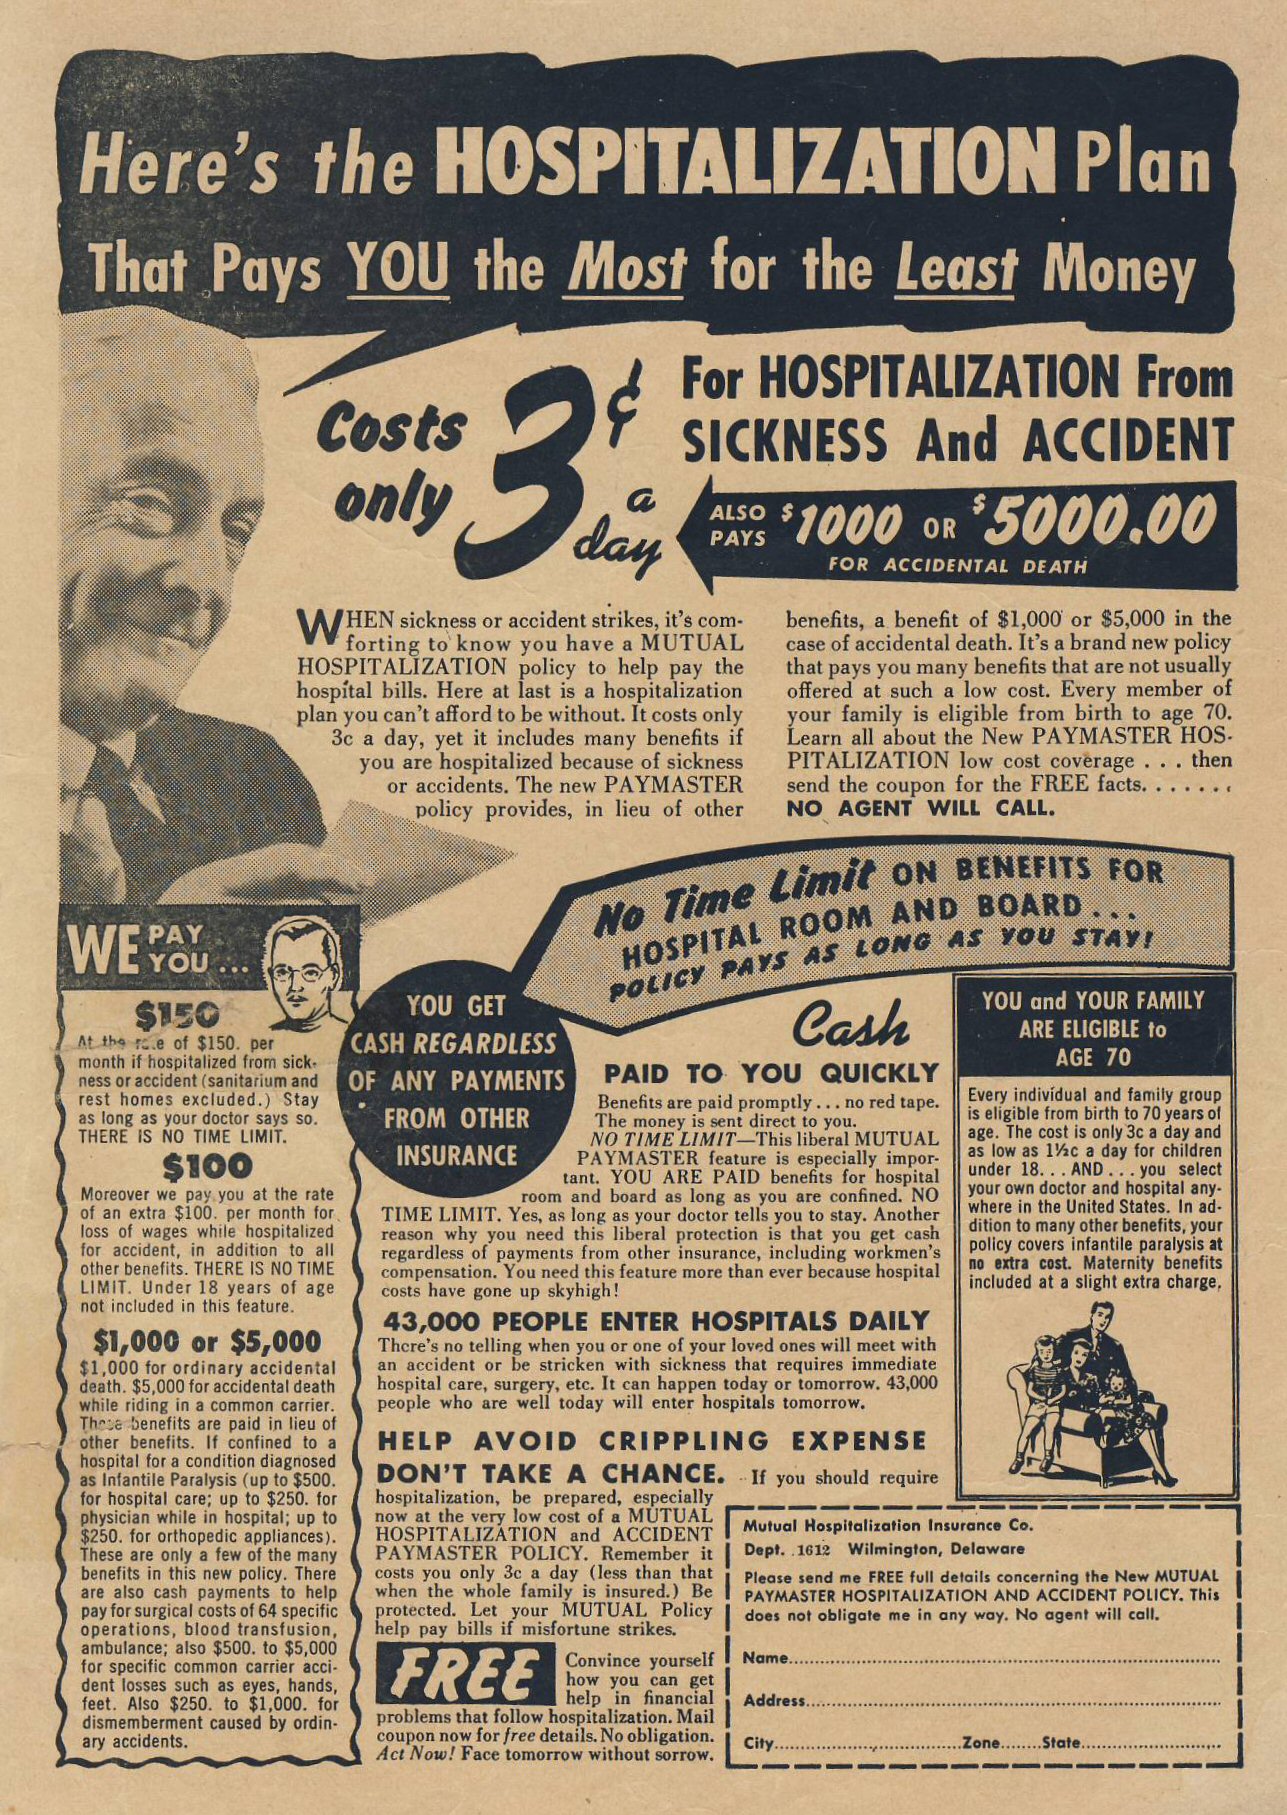 Here's the HOSPITALIZATION Plan
That Pays YOU the Most for the Least Money
Costs
only
3¢
a
day
For HOSPITALIZATION From
SICKNESS And ACCIDENT
ALSO
PAYS
$1000 OR $5000.00
FOR ACCIDENTAL DEATH
WHEN sickness or accident strikes, it's com-
forting to know you have a MUTUAL
HOSPITALIZATION policy to help pay the
hospital bills. Here at last is a hospitalization
plan you can't afford to be without. It costs only
3c a day, yet it includes many benefits if
you are hospitalized because of sickness
or accidents. The new PAYMASTER
policy provides, in lieu of other
benefits, a benefit of $1,000 or $5,000 in the
case of accidental death. It's a brand new policy
that pays you many benefits that are not usually
offered at such a low cost. Every member of
your family is eligible from birth to age 70.
Learn all about the New PAYMASTER HOS-
PITALIZATION low cost coverage . . . then
send the coupon for the FREE facts. . . . . . .
NO AGENT WILL CALL.
No Time Limit ON BENEFITS FOR
HOSPITAL ROOM AND BOARD...
POLICY PAYS AS LONG AS YOU STAY!
WE PAY
YOU...
$150
At the rate of $150. per
month if hospitalized from sick-
ness or accident (sanitarium and
rest homes excluded.) Stay
as long as your doctor says so.
THERE IS NO TIME LIMIT.
$100
Moreover we pay you at the rate
of an extra $100. per month for
loss of wages while hospitalized
for accident, in addition to all
other benefits. THERE IS NO TIME
LIMIT. Under 18 years of age
not included in this feature.
$1,000 or $5,000
$1,000 for ordinary accidental
death. $5,000 for accidental death
while riding in a common carrier.
These benefits are paid in lieu of
other benefits. If confined to a
hospital for a condition diagnosed
as Infantile Paralysis (up to $500.
for hospital care; up to $250. for
physician while in hospital; up to
$250. for orthopedic appliances).
These are only a few of the many
benefits in this new policy. There
are also cash payments to help
pay for surgical costs of 64 specific
operations, blood transfusion,
ambulance; also $500. to $5,000
for specific common carrier acci-
dent losses such as eyes, hands,
feet. Also $250. to $1,000. for
dismemberment caused by ordin-
ary accidents.
YOU GET
CASH REGARDLESS
OF ANY PAYMENTS
FROM OTHER
INSURANCE
Cash
PAID TO YOU QUICKLY
Benefits are paid promptly . . . no red tape.
The money is sent direct to you.
NO TIME LIMIT—This liberal MUTUAL
PAYMASTER feature is especially impor-
tant. YOU ARE PAID benefits for hospital
room and board as long as you are confined. NO
TIME LIMIT. Yes, as long as your doctor tells you to stay. Another
reason why you need this liberal protection is that you get cash
regardless of payments from other insurance, including workmen's
compensation. You need this feature more than ever because hospital
costs have gone up skyhigh!
43,000 PEOPLE ENTER HOSPITALS DAILY
There's no telling when you or one of your loved ones will meet with
an accident or be stricken with sickness that requires immediate
hospital care, surgery, etc. It can happen today or tomorrow. 43,000
people who are well today will enter hospitals tomorrow.
HELP AVOID CRIPPLING EXPENSE
DON'T TAKE A CHANCE. If you should require
hospitalization, be prepared, especially
now at the very low cost of a MUTUAL
HOSPITALIZATION and ACCIDENT
PAYMASTER POLICY. Remember it
costs you only 3c a day (less than that
when the whole family is insured.) Be
protected. Let your MUTUAL Policy
help pay bills if misfortune strikes.
FREE
Convince yourself
how you can get
help in financial
problems that follow hospitalization. Mail
coupon now for free details. No obligation.
Act Now! Face tomorrow without sorrow.
YOU and YOUR FAMILY
ARE ELIGIBLE to
AGE 70
Every individual and family group
is eligible from birth to 70 years of
age. The cost is only 3c a day and
as low as 1½c a day for children
under 18... AND... you select
your own doctor and hospital any-
where in the United States. In ad-
dition to many other benefits, your
policy covers infantile paralysis at
no extra cost. Maternity benefits
included at a slight extra charge.
Mutual Hospitalization Insurance Co.
Dept. 1612 Wilmington, Delaware
Please send me FREE full details concerning the New MUTUAL
PAYMASTER HOSPITALIZATION AND ACCIDENT POLICY. This
does not obligate me in any way. No agent will call.
Name
Address
City Zone State